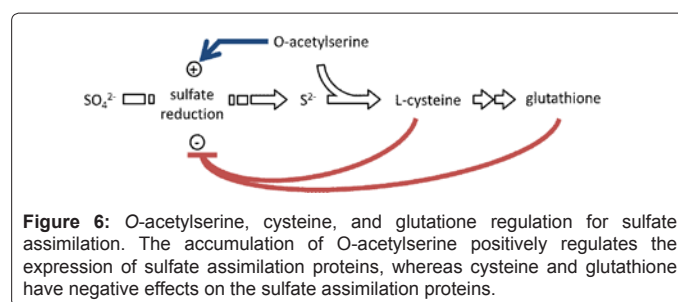 O-acetylserine
+
SO₄²⁻ sulfate reduction S²⁻ L-cysteine glutathione
-
Figure 6: O-acetylserine, cysteine, and glutatione regulation for sulfate
assimilation. The accumulation of O-acetylserine positively regulates the
expression of sulfate assimilation proteins, whereas cysteine and glutathione
have negative effects on the sulfate assimilation proteins.